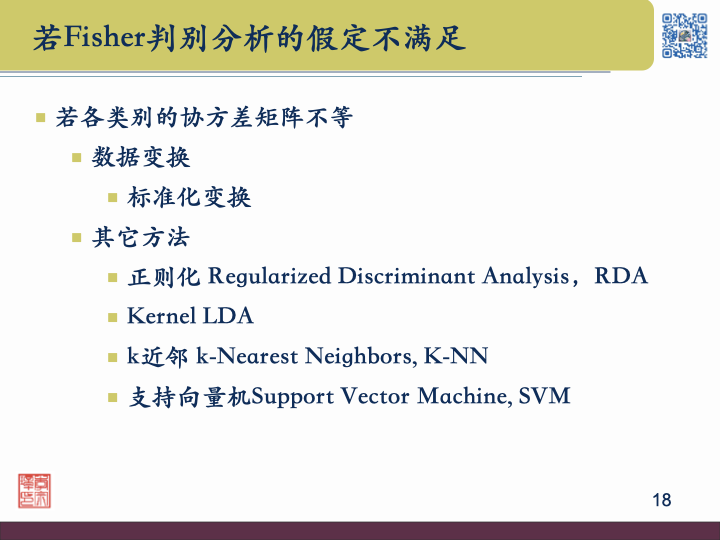 若Fisher判别分析的假定不满足
若各类别的协方差矩阵不等
数据变换
标准化变换
其它方法
正则化 Regularized Discriminant Analysis，RDA
Kernel LDA
k近邻 k-Nearest Neighbors, K-NN
支持向量机Support Vector Machine, SVM
18